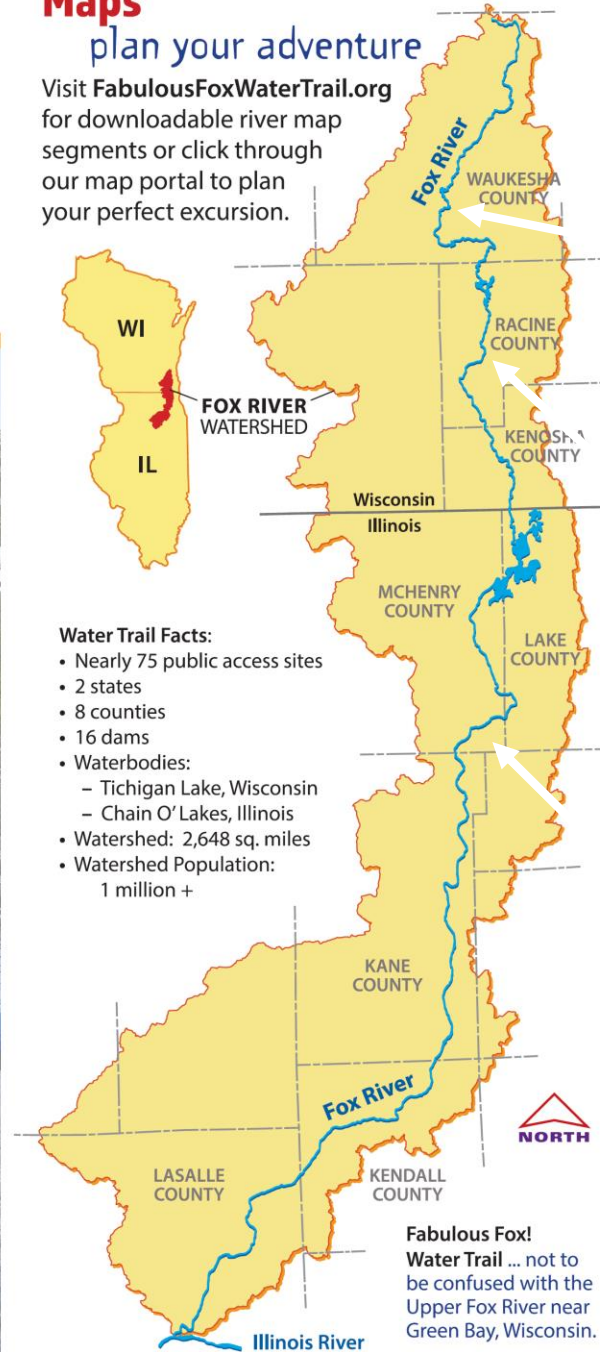 Maps
plan your adventure
Visit FabulousFoxWaterTrail.org
for downloadable river map
segments or click through
our map portal to plan
your perfect excursion.
Fox River
WAUKESHA
COUNTY
WI
RACINE
COUNTY
FOX RIVER
WATERSHED
KENOSHA
COUNTY
IL
Wisconsin
Illinois
MCHENRY
COUNTY
LAKE
COUNTY
Water Trail Facts:
• Nearly 75 public access sites
• 2 states
• 8 counties
• 16 dams
• Waterbodies:
– Tichigan Lake, Wisconsin
– Chain O' Lakes, Illinois
• Watershed: 2,648 sq. miles
• Watershed Population:
1 million +
KANE
COUNTY
Fox River
NORTH
LASALLE
COUNTY
KENDALL
COUNTY
Fabulous Fox!
Water Trail ... not to
be confused with the
Upper Fox River near
Green Bay, Wisconsin.
Illinois River